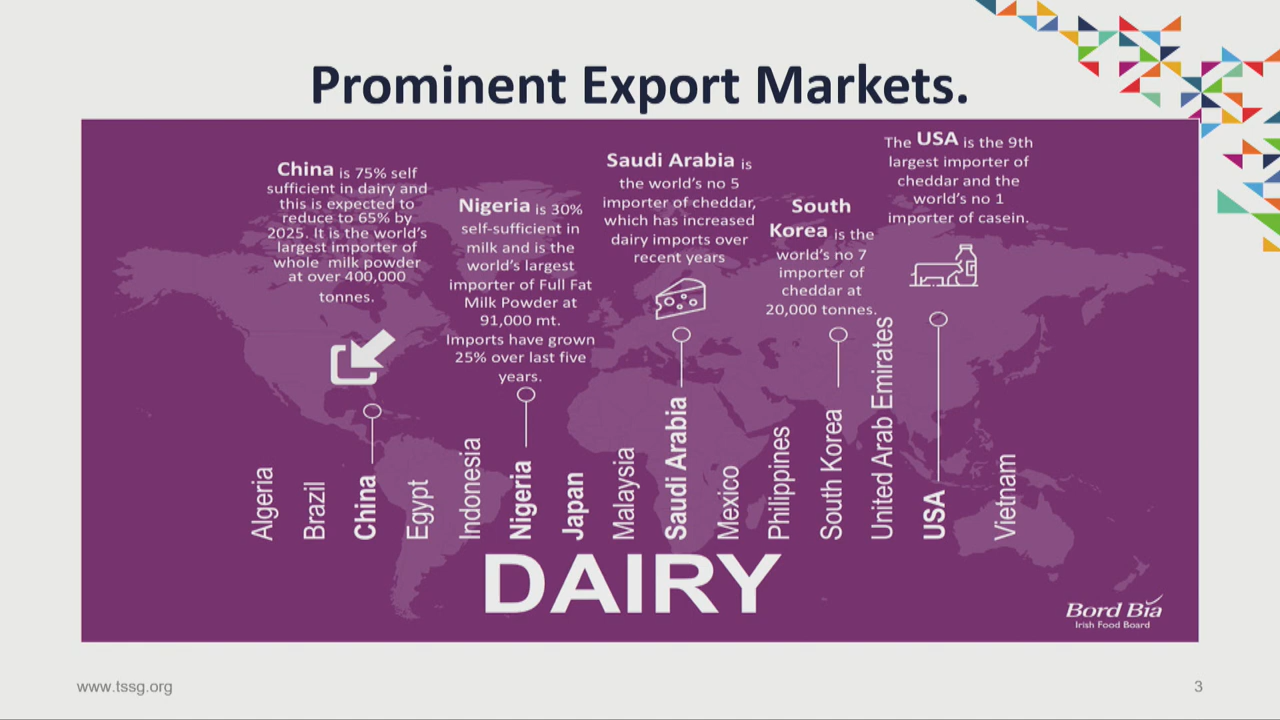 Prominent Export Markets.
China is 75% self
sufficient in dairy and
this is expected to
reduce to 65% by
2025. It is the world's
largest importer of
whole milk powder
at over 400,000
tonnes.
Nigeria is 30%
self-sufficient in
milk and is the
world's largest
importer of Full Fat
Milk Powder at
91,000 mt.
Imports have grown
25% over last five
years.
Saudi Arabia is
the world's no 5
importer of cheddar,
which has increased
dairy imports over
recent years
South
Korea is the
world's no 7
importer of
cheddar at
20,000 tonnes.
The USA is the 9th
largest importer of
cheddar and the
world's no 1
importer of casein.
Algeria
Brazil
China
Egypt
Indonesia
Nigeria
Japan
Malaysia
Saudi Arabia
Mexico
Philippines
South Korea
United Arab Emirates
USA
Vietnam
DAIRY
Bord Bia
Irish Food Board
www.tssg.org
3